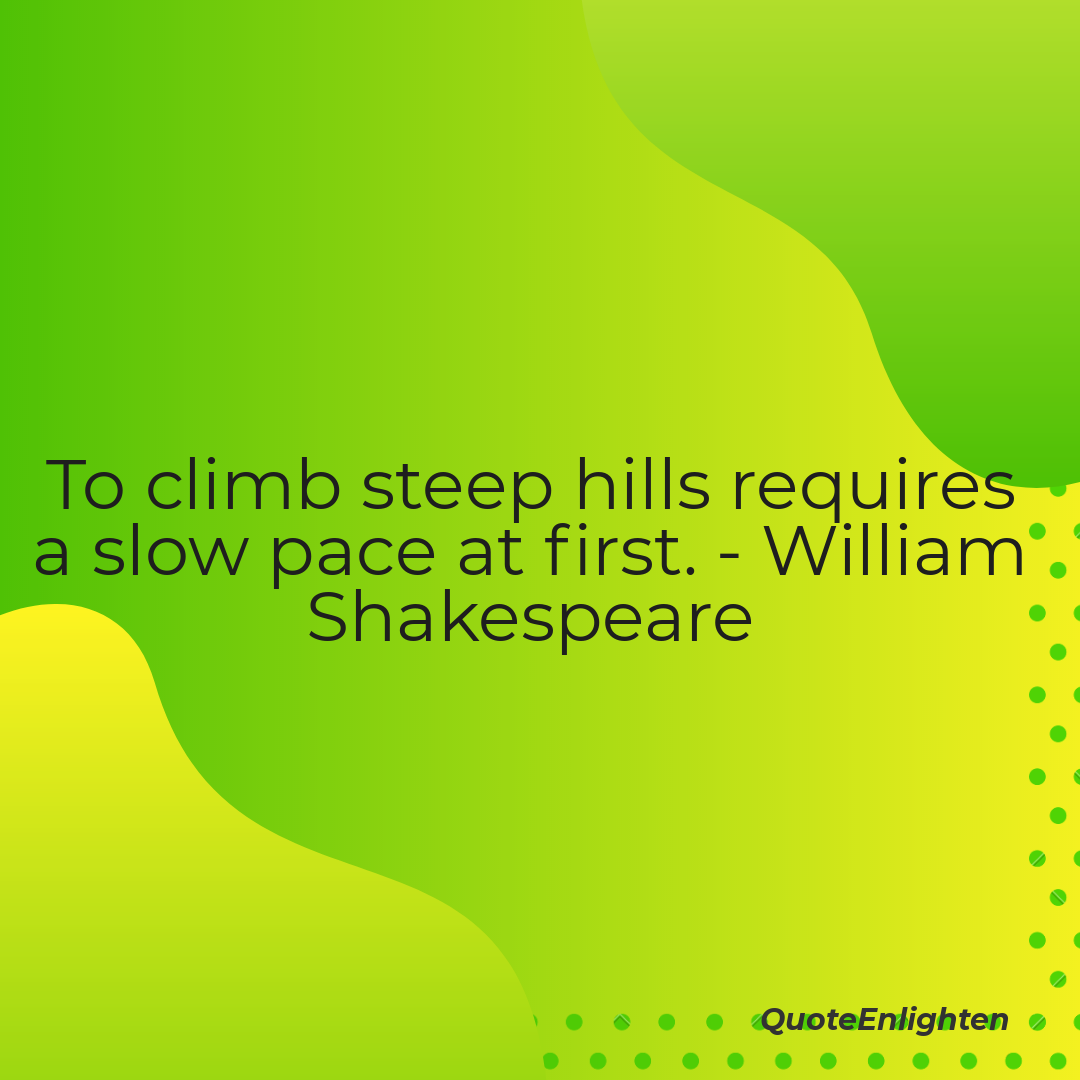 To climb steep hills requires
a slow pace at first. - William
Shakespeare
QuoteEnlighten